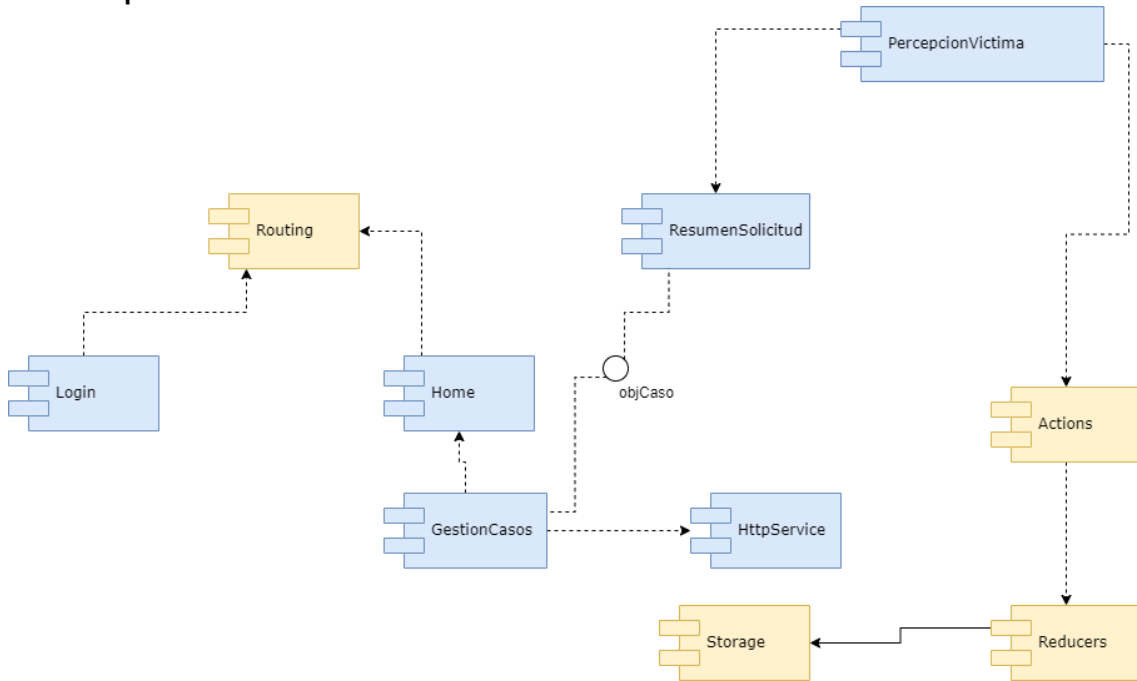 PercepcionVictima
Routing
ResumenSolicitud
Login
Home
objCaso
Actions
GestionCasos
HttpService
Storage
Reducers